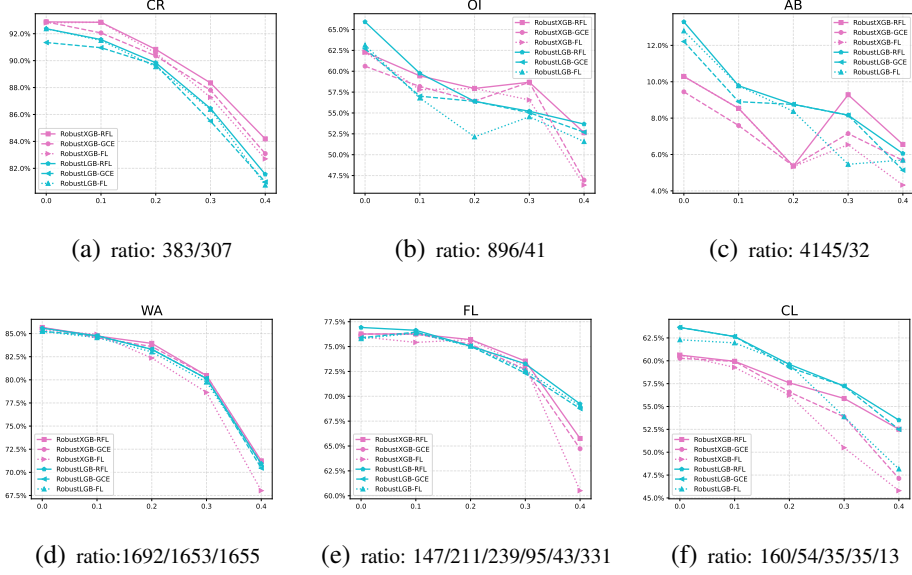 CR
92.0%
90.0%
88.0%
86.0%
84.0%
82.0%
RobustXGB-RFL
RobustXGB-GCE
RobustXGB-FL
RobustLGB-RFL
RobustLGB-GCE
RobustLGB-FL
0.0 0.1 0.2 0.3 0.4
(a) ratio: 383/307
OI
65.0%
62.5%
60.0%
57.5%
55.0%
52.5%
50.0%
47.5%
RobustXGB-RFL
RobustXGB-GCE
RobustXGB-FL
RobustLGB-RFL
RobustLGB-GCE
RobustLGB-FL
0.0 0.1 0.2 0.3 0.4
(b) ratio: 896/41
AB
12.0%
10.0%
8.0%
6.0%
4.0%
RobustXGB-RFL
RobustXGB-GCE
RobustXGB-FL
RobustLGB-RFL
RobustLGB-GCE
RobustLGB-FL
0.0 0.1 0.2 0.3 0.4
(c) ratio: 4145/32
WA
85.0%
82.5%
80.0%
77.5%
75.0%
72.5%
70.0%
67.5%
RobustXGB-RFL
RobustXGB-GCE
RobustXGB-FL
RobustLGB-RFL
RobustLGB-GCE
RobustLGB-FL
0.0 0.1 0.2 0.3 0.4
(d) ratio:1692/1653/1655
FL
77.5%
75.0%
72.5%
70.0%
67.5%
65.0%
62.5%
60.0%
RobustXGB-RFL
RobustXGB-GCE
RobustXGB-FL
RobustLGB-RFL
RobustLGB-GCE
RobustLGB-FL
0.0 0.1 0.2 0.3 0.4
(e) ratio: 147/211/239/95/43/331
CL
62.5%
60.0%
57.5%
55.0%
52.5%
50.0%
47.5%
45.0%
RobustXGB-RFL
RobustXGB-GCE
RobustXGB-FL
RobustLGB-RFL
RobustLGB-GCE
RobustLGB-FL
0.0 0.1 0.2 0.3 0.4
(f) ratio: 160/54/35/35/13